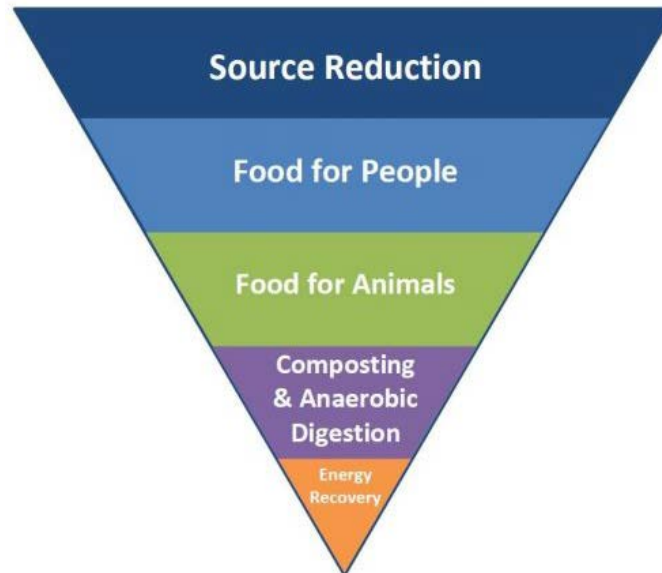 Source Reduction
Food for People
Food for Animals
Composting
& Anaerobic
Digestion
Energy
Recovery